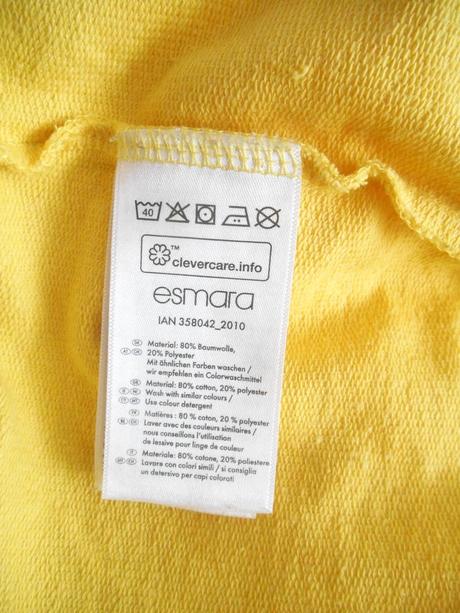 40
™
clevercare.info
esmara
IAN 358042_2010
Material: 80% Baumwolle,
20% Polyester
Mit ähnlichen Farben waschen /
wir empfehlen ein Colorwaschmittel
Material: 80% cotton, 20% polyester
Wash with similar colours /
Use colour detergent
Matières : 80 % coton, 20 % polyester
Laver avec des couleurs similaires /
nous conseillons l'utilisation
de lessive pour linge de couleur
Materiale: 80% cotone, 20% poliestere
Lavare con colori simili / si consiglia
un detersivo per capi colorati